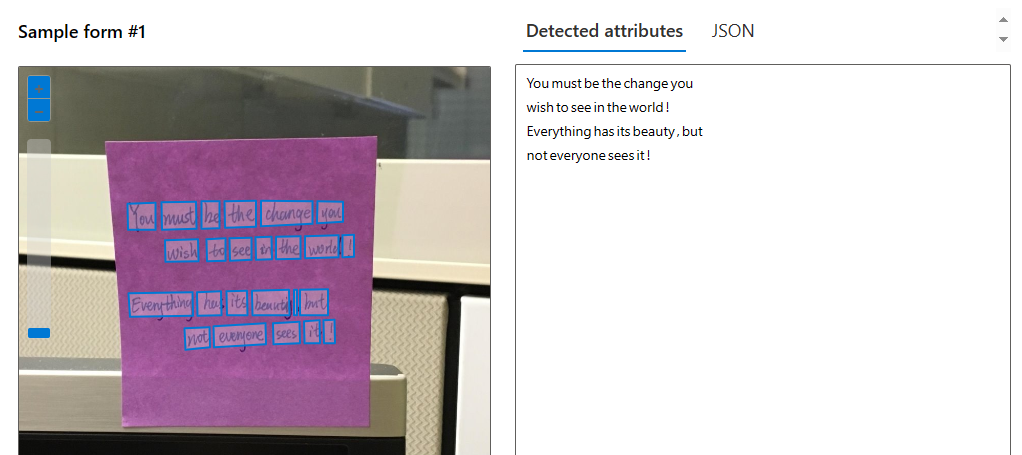 Sample form #1
Detected attributes
JSON
+
-
You must be the change you
wish to see in the world !
Everything has its beauty , but
not everyone sees it !
You must be the change you
wish to see in the world !
Everything has its beauty , but
not everyone sees it !